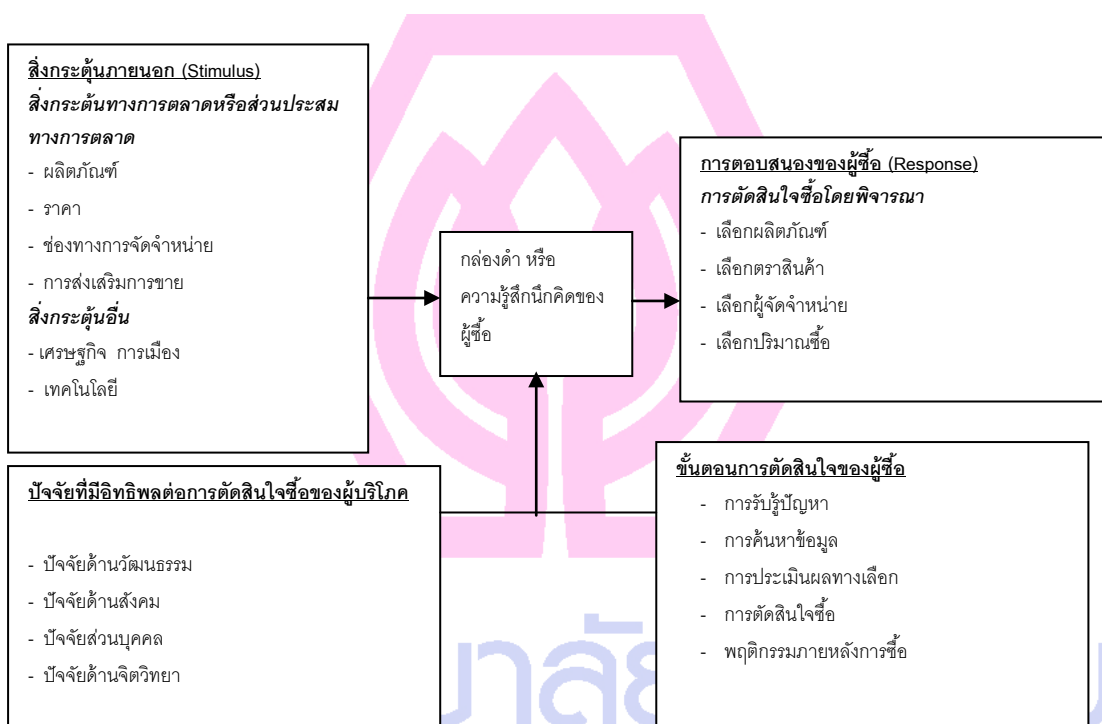 สิ่งกระตุ้นภายนอก (Stimulus)
สิ่งกระต้นทางการตลาดหรือส่วนประสม
ทางการตลาด
- ผลิตภัณฑ์
- ราคา
- ช่องทางการจัดจำหน่าย
- การส่งเสริมการขาย
สิ่งกระตุ้นอื่น
- เศรษฐกิจ การเมือง
- เทคโนโลยี
กล่องดำ หรือ
ความรู้สึกนึกคิดของ
ผู้ซื้อ
การตอบสนองของผู้ซื้อ (Response)
การตัดสินใจซื้อโดยพิจารณา
- เลือกผลิตภัณฑ์
- เลือกตราสินค้า
- เลือกผู้จัดจำหน่าย
- เลือกปริมาณซื้อ
ปัจจัยที่มีอิทธิพลต่อการตัดสินใจซื้อของผู้บริโภค
- ปัจจัยด้านวัฒนธรรม
- ปัจจัยด้านสังคม
- ปัจจัยส่วนบุคคล
- ปัจจัยด้านจิตวิทยา
ขั้นตอนการตัดสินใจของผู้ซื้อ
- การรับรู้ปัญหา
- การค้นหาข้อมูล
- การประเมินผลทางเลือก
- การตัดสินใจซื้อ
- พฤติกรรมภายหลังการซื้อ